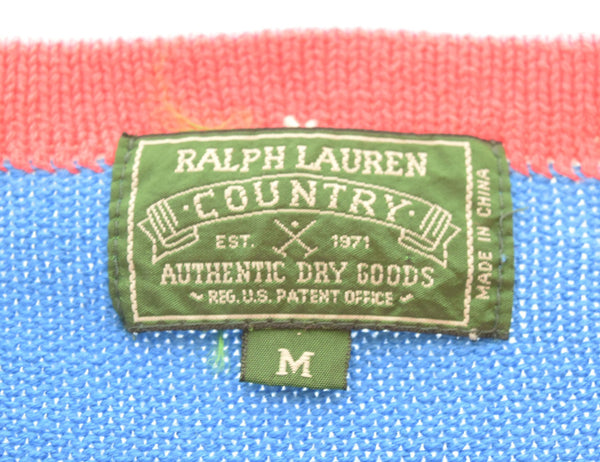 RALPH LAUREN
COUNTRY
EST. 1971
AUTHENTIC DRY GOODS
REG. U.S. PATENT OFFICE
MADE IN CHINA
M